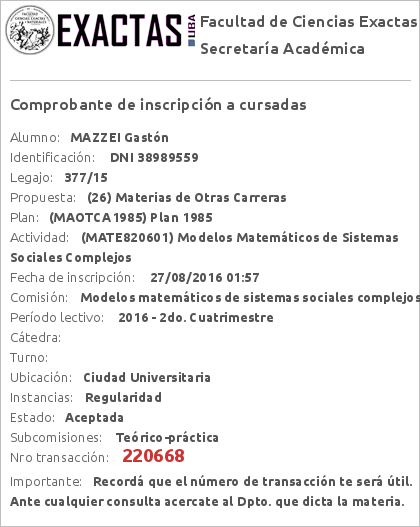 EXACTAS UBA
Facultad de Ciencias Exactas
Secretaría Académica
Comprobante de inscripción a cursadas
Alumno: MAZZEI Gastón
Identificación: DNI 38989559
Legajo: 377/15
Propuesta: (26) Materias de Otras Carreras
Plan: (MAOTCA1985) Plan 1985
Actividad: (MATE820601) Modelos Matemáticos de Sistemas
Sociales Complejos
Fecha de inscripción: 27/08/2016 01:57
Comisión: Modelos matemáticos de sistemas sociales complejos
Período lectivo: 2016 - 2do. Cuatrimestre
Cátedra:
Turno:
Ubicación: Ciudad Universitaria
Instancias: Regularidad
Estado: Aceptada
Subcomisiones: Teórico-práctica
Nro transacción: 220668
Importante: Recordá que el número de transacción te será útil.
Ante cualquier consulta acercate al Dpto. que dicta la materia.